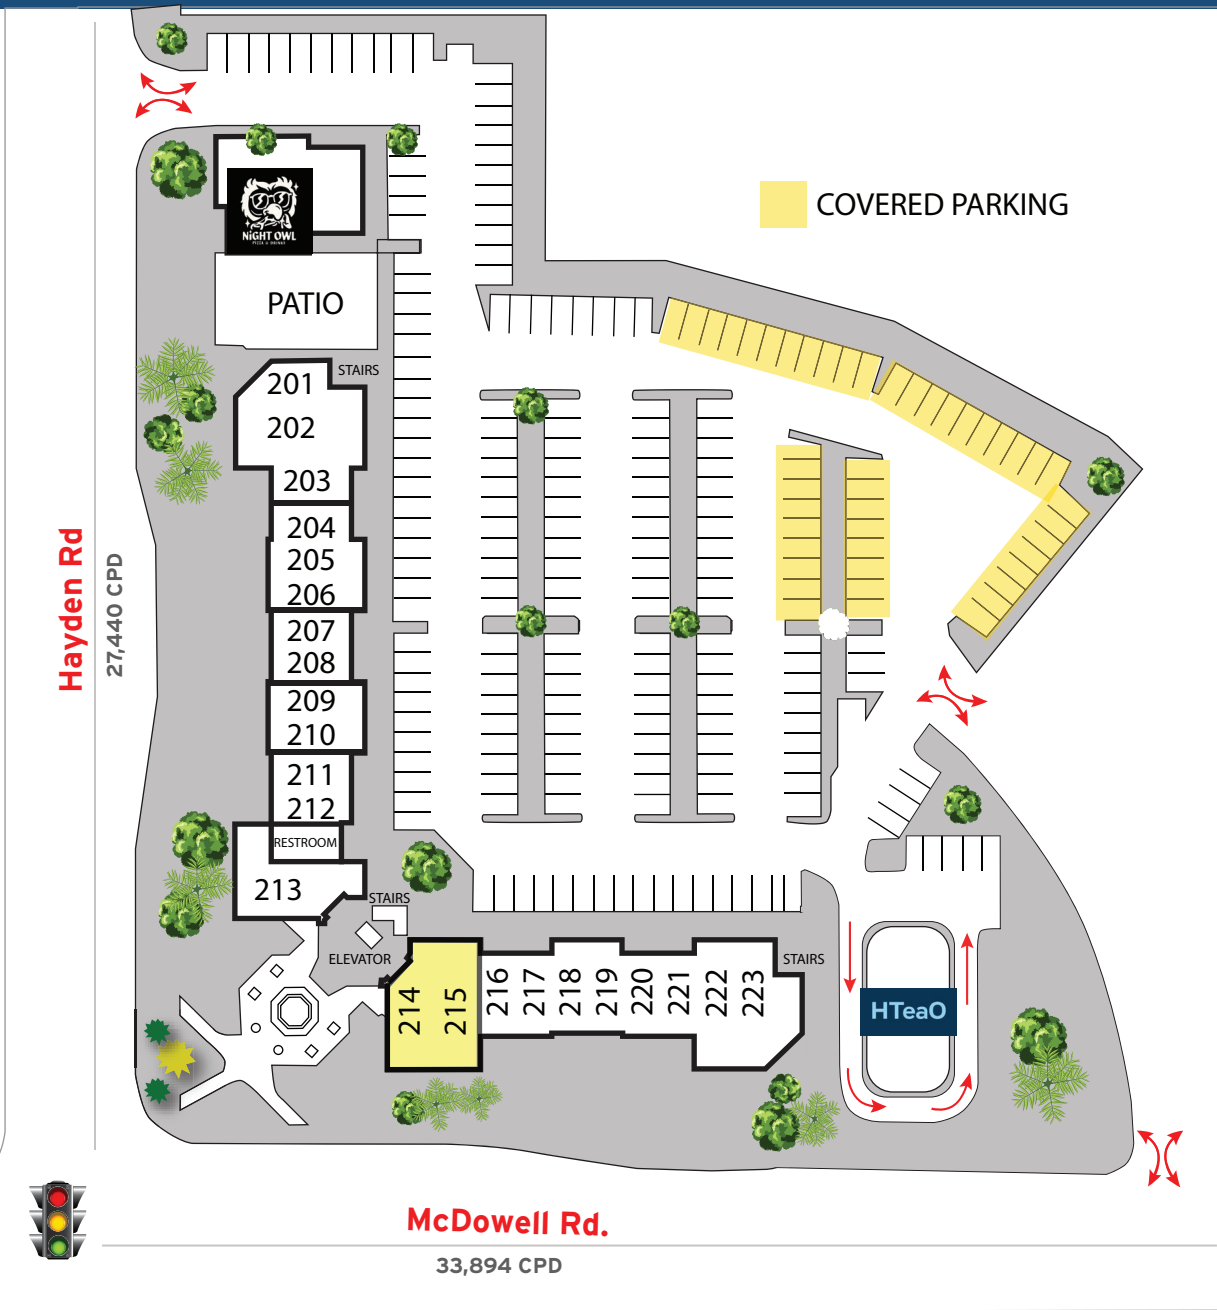 NiGHT OWL
PIZZA & DRINKS
COVERED PARKING
PATIO
STAIRS
201
202
203
204
205
206
207
208
209
210
211
212
RESTROOM
213
STAIRS
ELEVATOR
214
215
216
217
218
219
220
221
222
223
STAIRS
HTeaO
Hayden Rd
27,440 CPD
McDowell Rd.
33,894 CPD